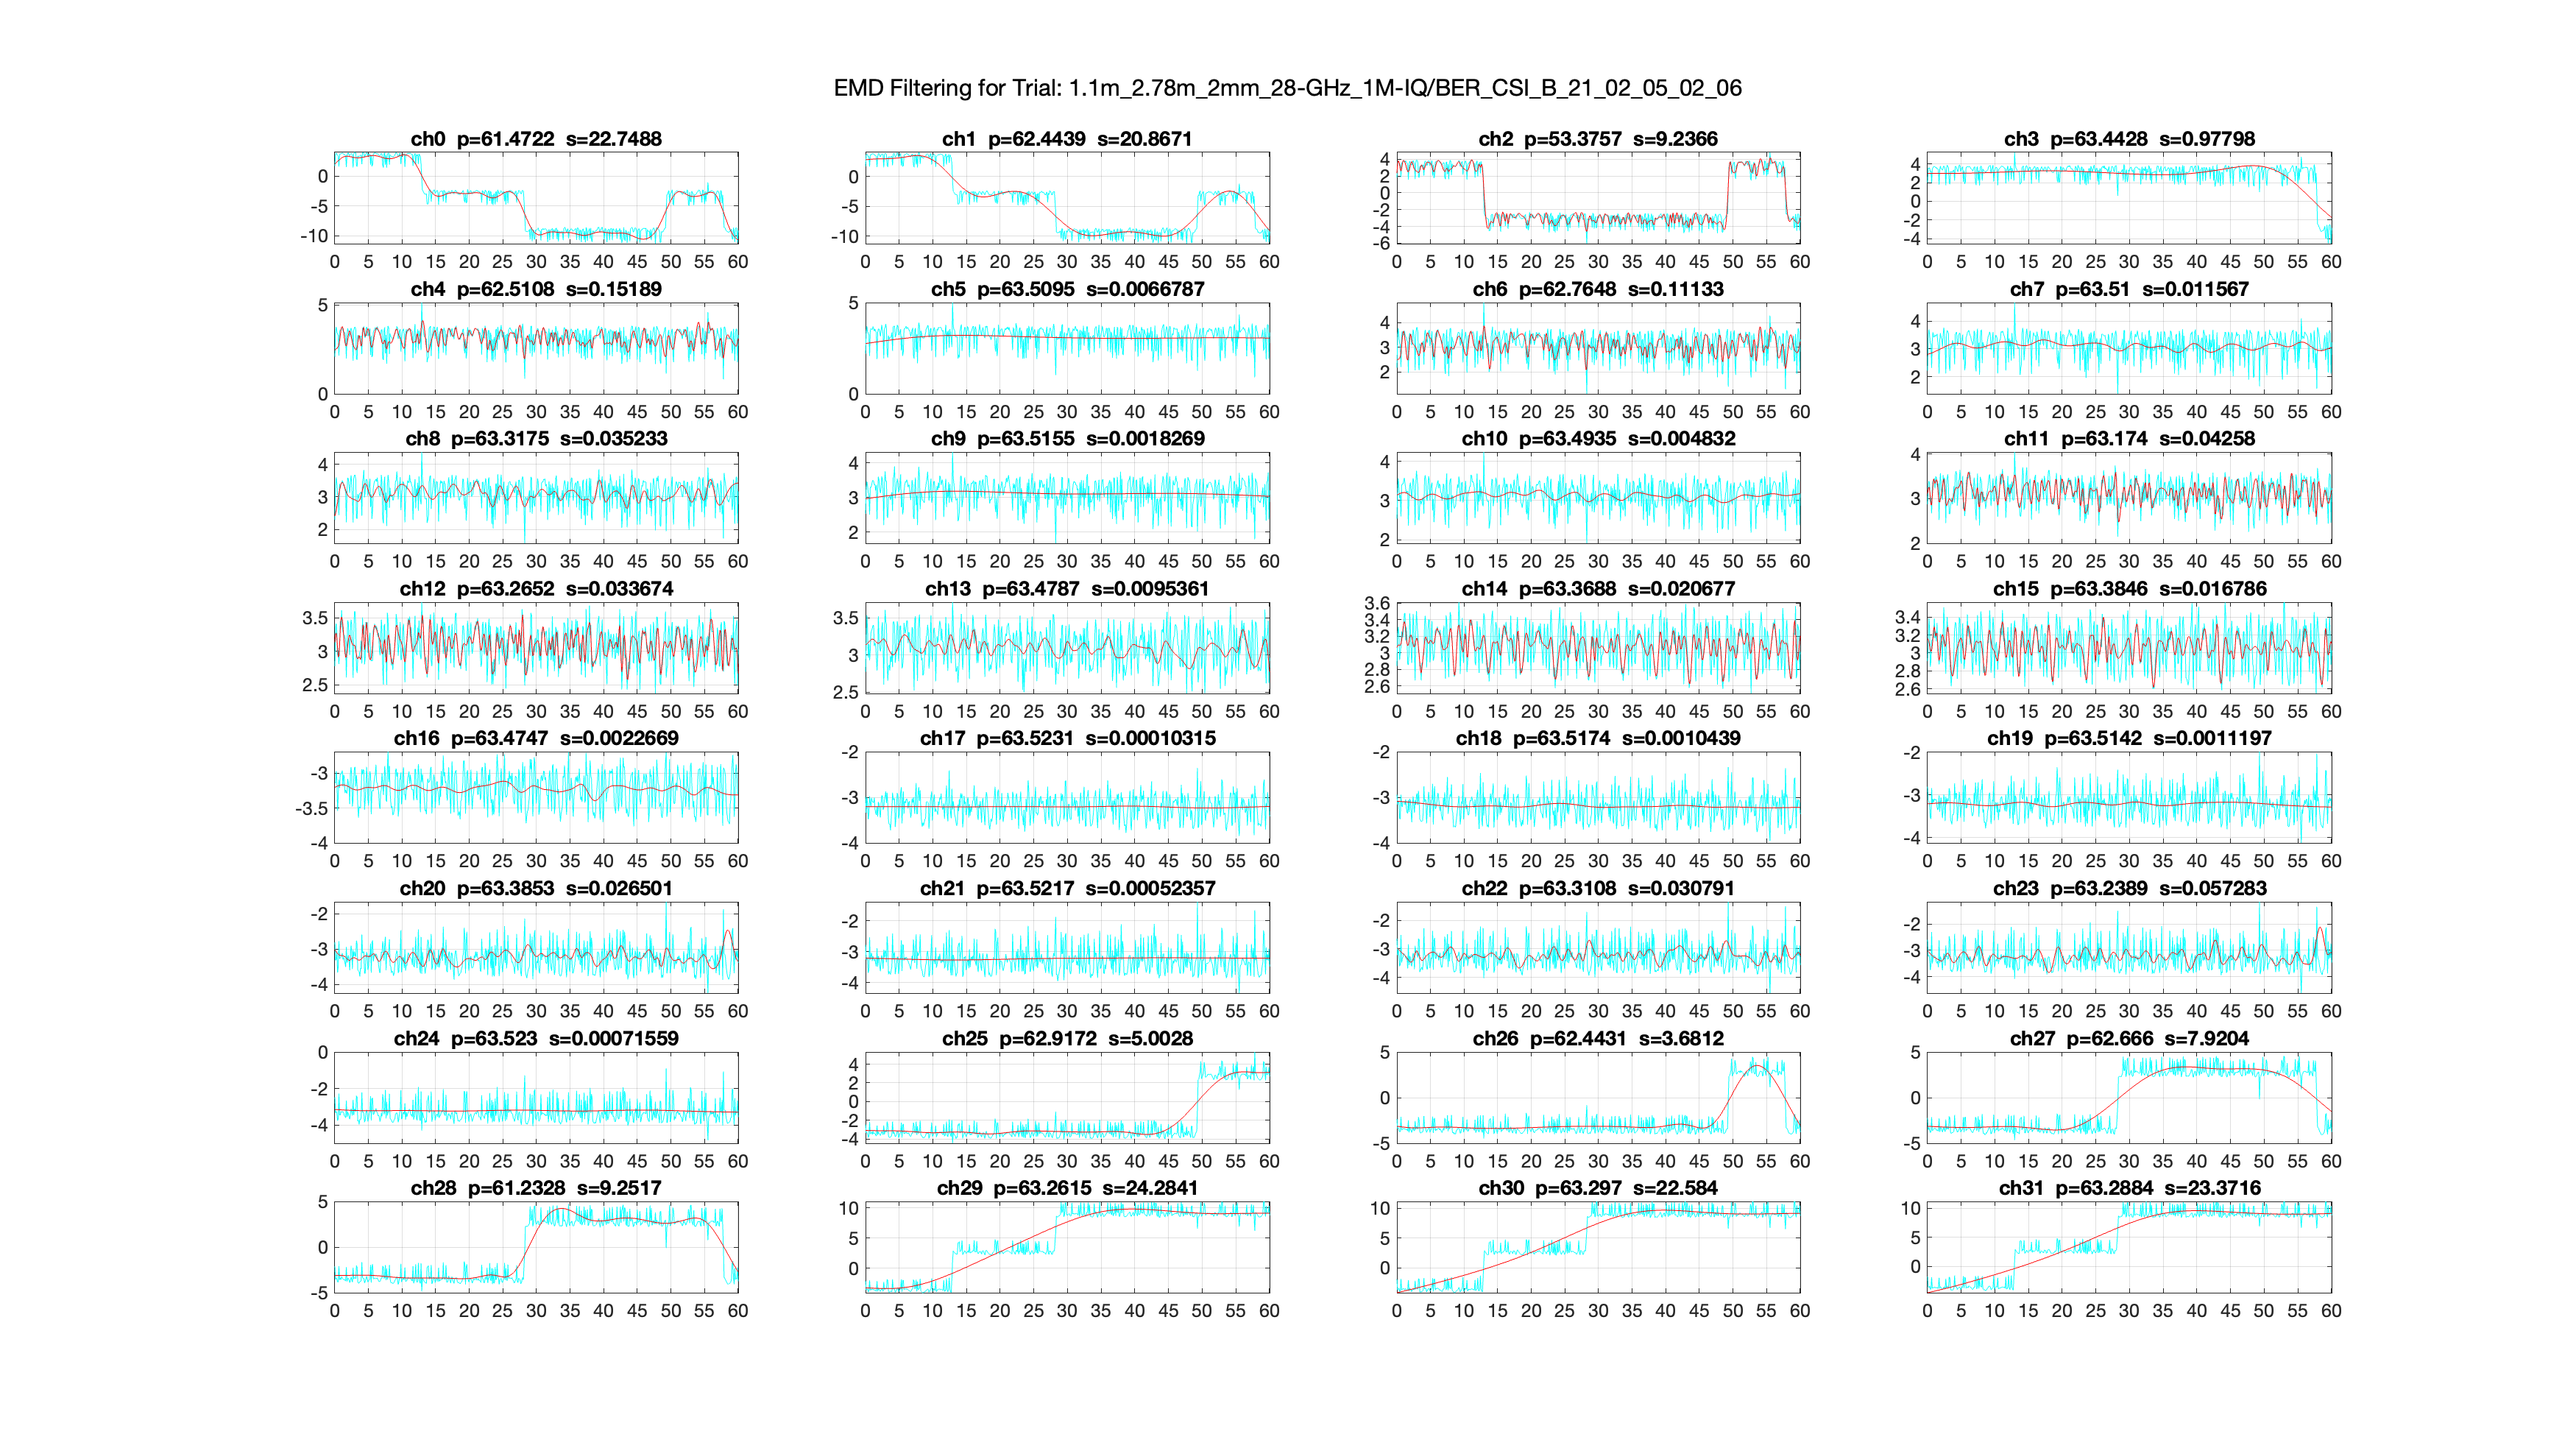 EMD Filtering for Trial: 1.1m_2.78m_2mm_28-GHz_1M-IQ/BER_CSI_B_21_02_05_02_06
ch0 p=61.4722 s=22.7488
0
-5
-10
0 5 10 15 20 25 30 35 40 45 50 55 60
ch1 p=62.4439 s=20.8671
0
-5
-10
0 5 10 15 20 25 30 35 40 45 50 55 60
ch2 p=53.3757 s=9.2366
4
2
0
-2
-4
-6
0 5 10 15 20 25 30 35 40 45 50 55 60
ch3 p=63.4428 s=0.97798
4
2
0
-2
-4
0 5 10 15 20 25 30 35 40 45 50 55 60
ch4 p=62.5108 s=0.15189
5
0
0 5 10 15 20 25 30 35 40 45 50 55 60
ch5 p=63.5095 s=0.0066787
5
0
0 5 10 15 20 25 30 35 40 45 50 55 60
ch6 p=62.7648 s=0.11133
4
3
2
0 5 10 15 20 25 30 35 40 45 50 55 60
ch7 p=63.51 s=0.011567
4
3
2
0 5 10 15 20 25 30 35 40 45 50 55 60
ch8 p=63.3175 s=0.035233
4
3
2
0 5 10 15 20 25 30 35 40 45 50 55 60
ch9 p=63.5155 s=0.0018269
4
3
2
0 5 10 15 20 25 30 35 40 45 50 55 60
ch10 p=63.4935 s=0.004832
4
3
2
0 5 10 15 20 25 30 35 40 45 50 55 60
ch11 p=63.174 s=0.04258
4
3
2
0 5 10 15 20 25 30 35 40 45 50 55 60
ch12 p=63.2652 s=0.033674
3.5
3
2.5
0 5 10 15 20 25 30 35 40 45 50 55 60
ch13 p=63.4787 s=0.0095361
3.5
3
2.5
0 5 10 15 20 25 30 35 40 45 50 55 60
ch14 p=63.3688 s=0.020677
3.6
3.4
3.2
3
2.8
2.6
0 5 10 15 20 25 30 35 40 45 50 55 60
ch15 p=63.3846 s=0.016786
3.4
3.2
3
2.8
2.6
0 5 10 15 20 25 30 35 40 45 50 55 60
ch16 p=63.4747 s=0.0022669
-3
-3.5
-4
0 5 10 15 20 25 30 35 40 45 50 55 60
ch17 p=63.5231 s=0.00010315
-2
-3
-4
0 5 10 15 20 25 30 35 40 45 50 55 60
ch18 p=63.5174 s=0.0010439
-2
-3
-4
0 5 10 15 20 25 30 35 40 45 50 55 60
ch19 p=63.5142 s=0.0011197
-2
-3
-4
0 5 10 15 20 25 30 35 40 45 50 55 60
ch20 p=63.3853 s=0.026501
-2
-3
-4
0 5 10 15 20 25 30 35 40 45 50 55 60
ch21 p=63.5217 s=0.00052357
-2
-3
-4
0 5 10 15 20 25 30 35 40 45 50 55 60
ch22 p=63.3108 s=0.030791
-2
-3
-4
0 5 10 15 20 25 30 35 40 45 50 55 60
ch23 p=63.2389 s=0.057283
-2
-3
-4
0 5 10 15 20 25 30 35 40 45 50 55 60
ch24 p=63.523 s=0.00071559
0
-2
-4
0 5 10 15 20 25 30 35 40 45 50 55 60
ch25 p=62.9172 s=5.0028
4
2
0
-2
-4
0 5 10 15 20 25 30 35 40 45 50 55 60
ch26 p=62.4431 s=3.6812
5
0
-5
0 5 10 15 20 25 30 35 40 45 50 55 60
ch27 p=62.666 s=7.9204
5
0
-5
0 5 10 15 20 25 30 35 40 45 50 55 60
ch28 p=61.2328 s=9.2517
5
0
-5
0 5 10 15 20 25 30 35 40 45 50 55 60
ch29 p=63.2615 s=24.2841
10
5
0
0 5 10 15 20 25 30 35 40 45 50 55 60
ch30 p=63.297 s=22.584
10
5
0
0 5 10 15 20 25 30 35 40 45 50 55 60
ch31 p=63.2884 s=23.3716
10
5
0
0 5 10 15 20 25 30 35 40 45 50 55 60